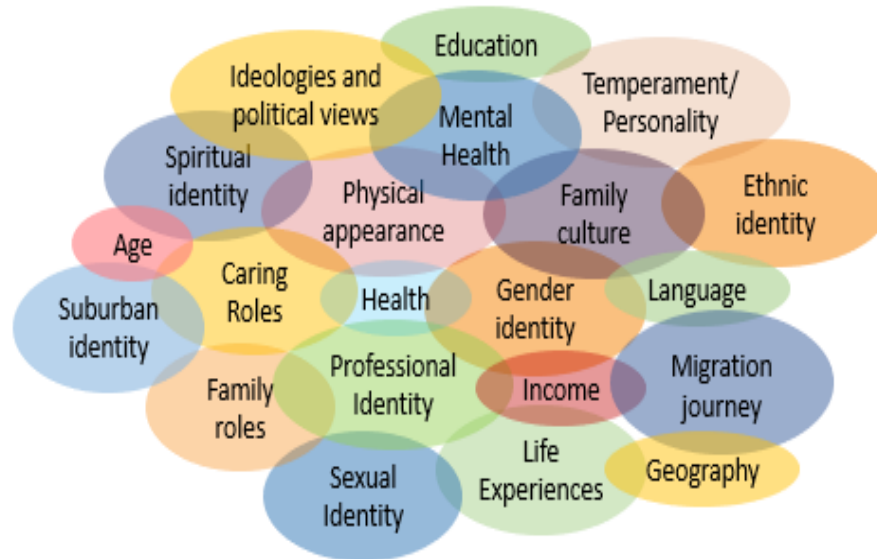 Education
Ideologies and
political views
Temperament/
Personality
Mental
Health
Spiritual
identity
Physical
appearance
Family
culture
Ethnic
identity
Age
Caring
Roles
Health
Gender
identity
Language
Suburban
identity
Family
roles
Professional
Identity
Income
Migration
journey
Sexual
Identity
Life
Experiences
Geography